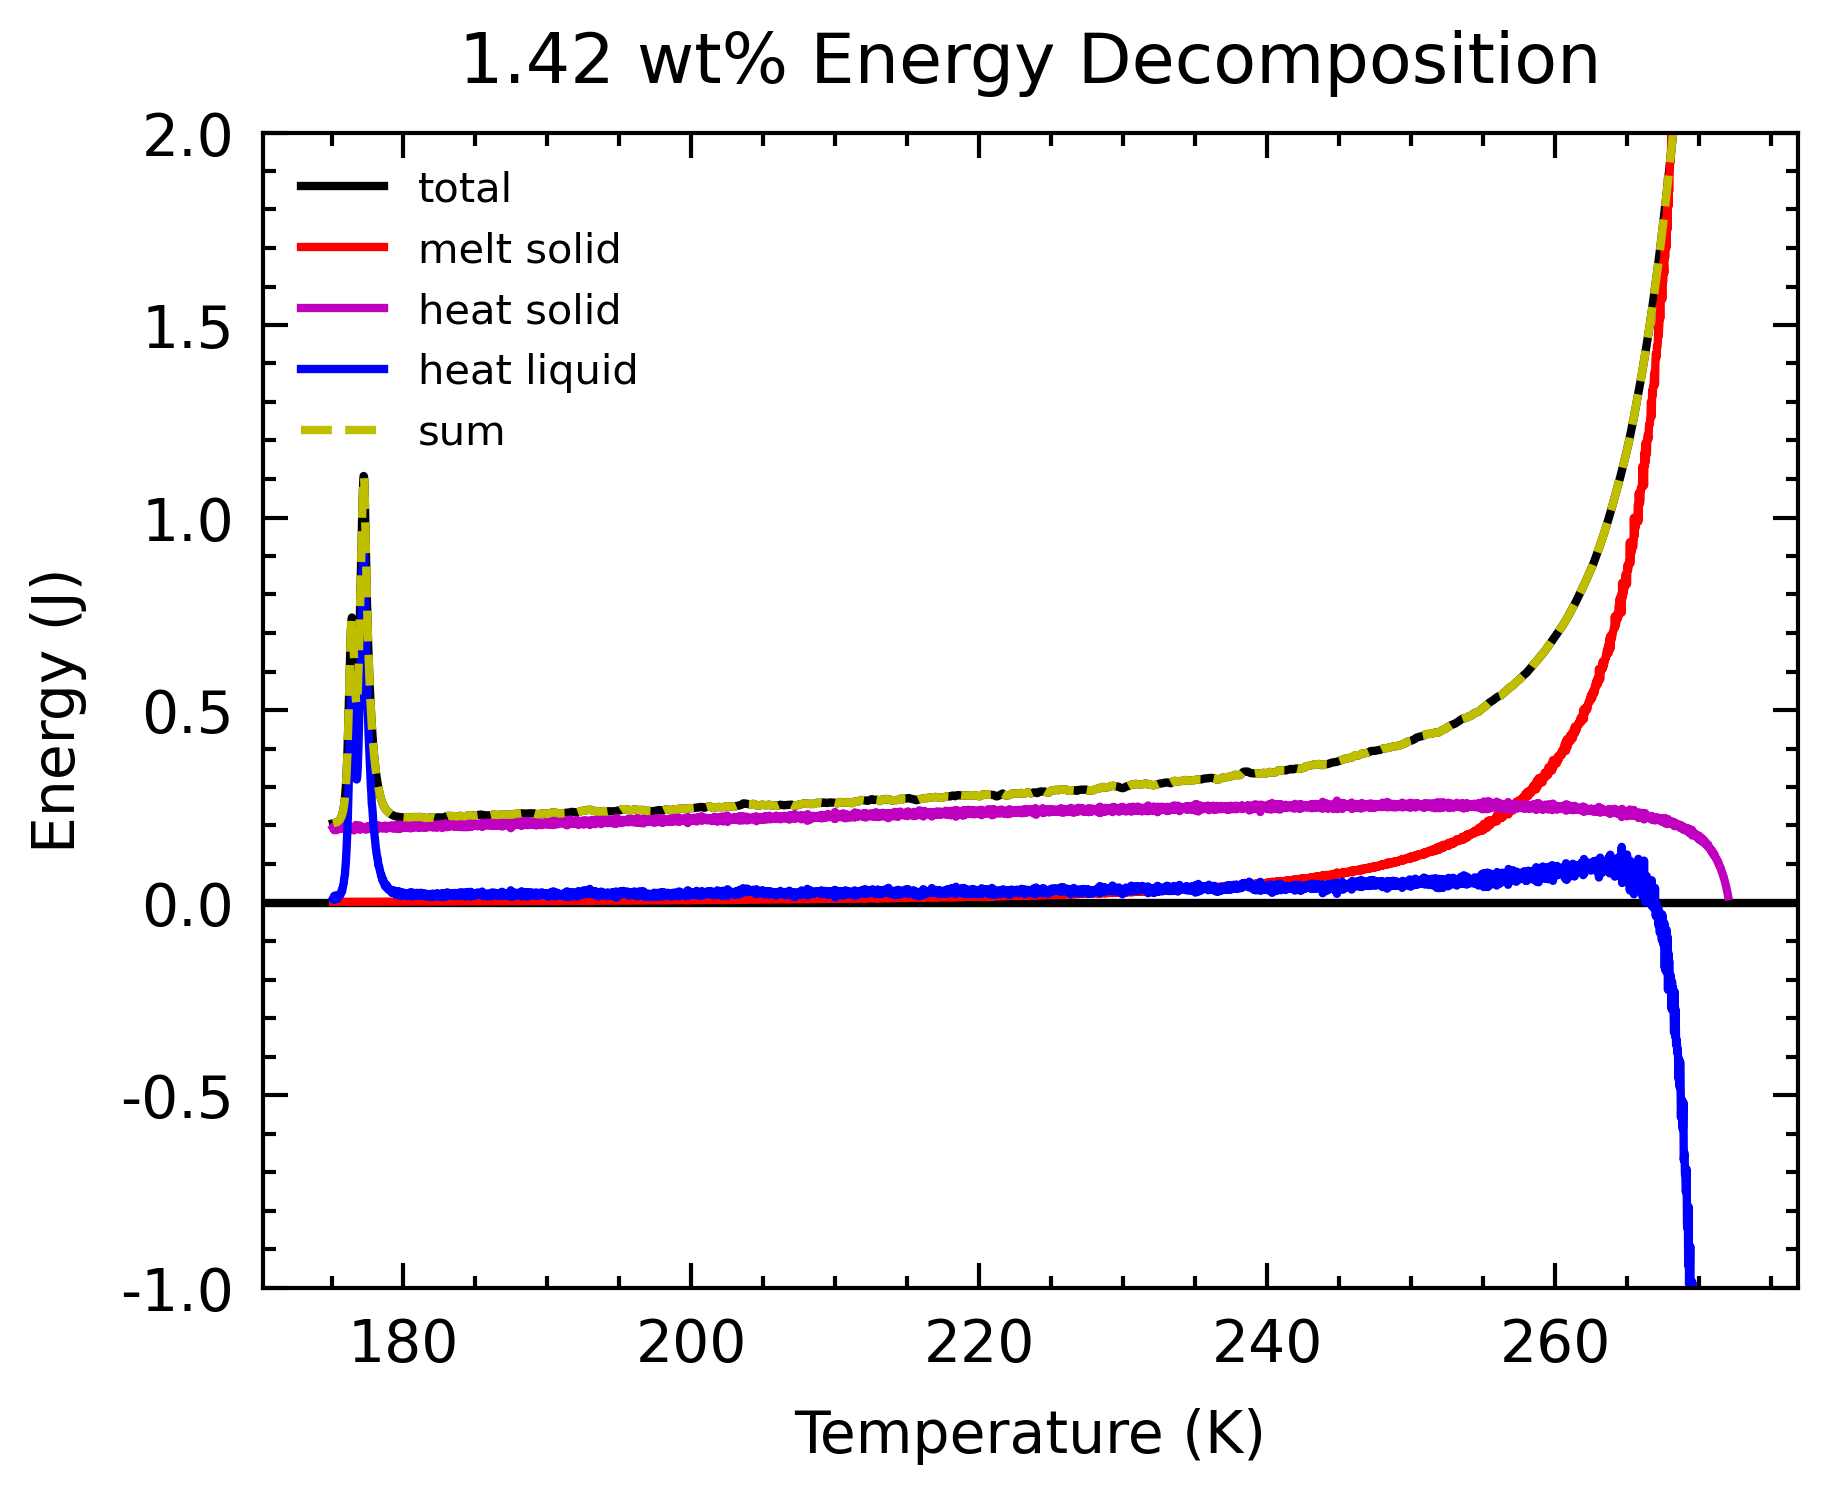 1.42 wt% Energy Decomposition
2.0
1.5
1.0
0.5
0.0
-0.5
-1.0
Energy (J)
total
melt solid
heat solid
heat liquid
sum
180 200 220 240 260
Temperature (K)